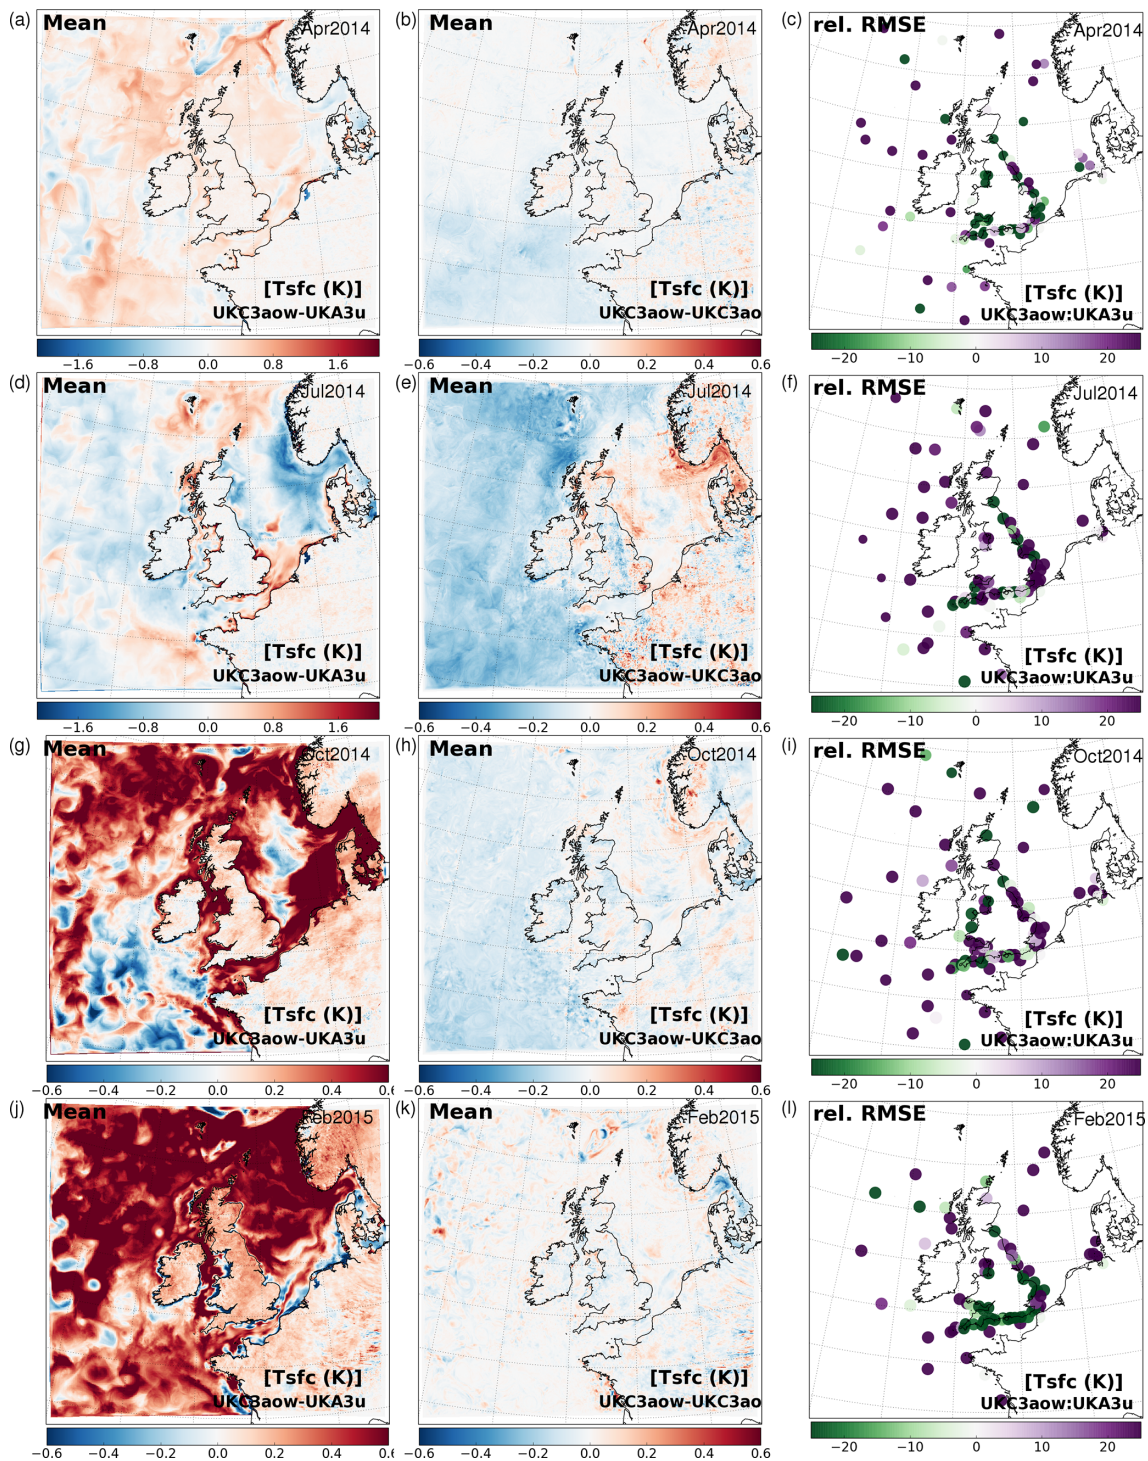 (a) Mean Apr2014
[Tsfc (K)]
UKC3aow-UKA3u
−1.6 −0.8 0.0 0.8 1.6
(b) Mean Apr2014
[Tsfc (K)]
UKC3aow-UKC3ao
−0.6 −0.4 −0.2 0.0 0.2 0.4 0.6
(c) rel. RMSE Apr2014
[Tsfc (K)]
UKC3aow:UKA3u
−20 −10 0 10 20
(d) Mean Jul2014
[Tsfc (K)]
UKC3aow-UKA3u
−1.6 −0.8 0.0 0.8 1.6
(e) Mean Jul2014
[Tsfc (K)]
UKC3aow-UKC3ao
−0.6 −0.4 −0.2 0.0 0.2 0.4 0.6
(f) rel. RMSE Jul2014
[Tsfc (K)]
UKC3aow:UKA3u
−20 −10 0 10 20
(g) Mean Oct2014
[Tsfc (K)]
UKC3aow-UKA3u
−0.6 −0.4 −0.2 0.0 0.2 0.4 0.6
(h) Mean Oct2014
[Tsfc (K)]
UKC3aow-UKC3ao
−0.6 −0.4 −0.2 0.0 0.2 0.4 0.6
(i) rel. RMSE Oct2014
[Tsfc (K)]
UKC3aow:UKA3u
−20 −10 0 10 20
(j) Mean Feb2015
[Tsfc (K)]
UKC3aow-UKA3u
−0.6 −0.4 −0.2 0.0 0.2 0.4 0.6
(k) Mean Feb2015
[Tsfc (K)]
UKC3aow-UKC3ao
−0.6 −0.4 −0.2 0.0 0.2 0.4 0.6
(l) rel. RMSE Feb2015
[Tsfc (K)]
UKC3aow:UKA3u
−20 −10 0 10 20